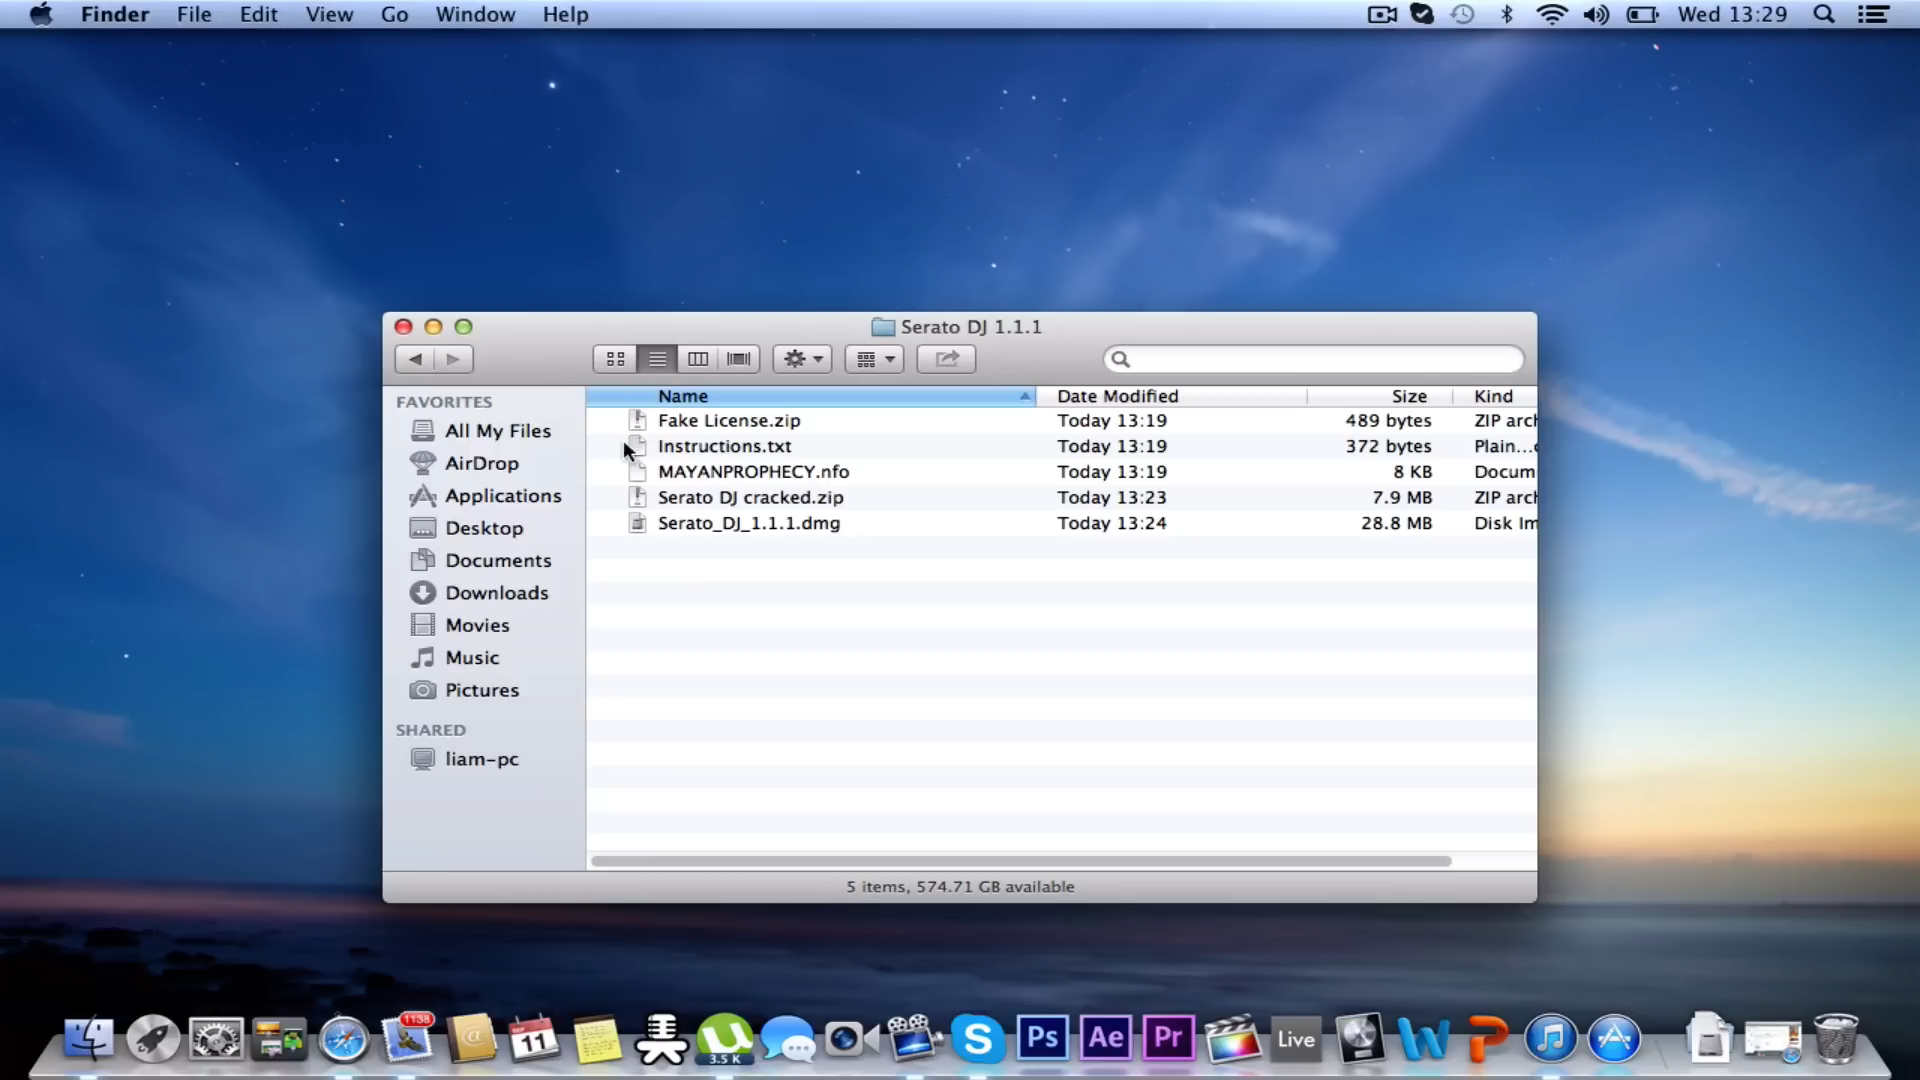 Finder File Edit View Go Window Help Wed 13:29
Serato DJ 1.1.1
Name Date Modified Size Kind
FAVORITES
All My Files
AirDrop
Applications
Desktop
Documents
Downloads
Movies
Music
Pictures
SHARED
liam-pc
Fake License.zip Today 13:19 489 bytes ZIP arch
Instructions.txt Today 13:19 372 bytes Plain...c
MAYANPROPHECY.nfo Today 13:19 8 KB Docum
Serato DJ cracked.zip Today 13:23 7.9 MB ZIP arch
Serato_DJ_1.1.1.dmg Today 13:24 28.8 MB Disk Im
5 items, 574.71 GB available
1138
SEP
11
3.5 K
S
Ps
Ae
Pr
Live
W
P